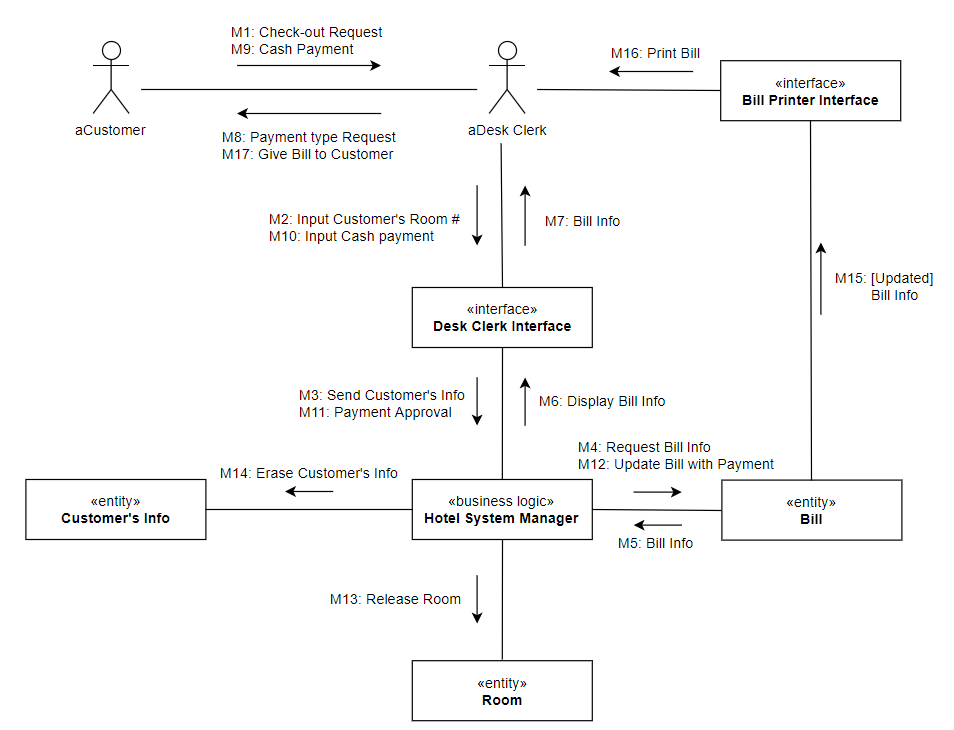 M1: Check-out Request
M9: Cash Payment
M16: Print Bill
«interface»
Bill Printer Interface
aCustomer
aDesk Clerk
M8: Payment type Request
M17: Give Bill to Customer
M2: Input Customer's Room #
M10: Input Cash payment
M7: Bill Info
M15: [Updated]
Bill Info
«interface»
Desk Clerk Interface
M3: Send Customer's Info
M11: Payment Approval
M6: Display Bill Info
M4: Request Bill Info
M12: Update Bill with Payment
M14: Erase Customer's Info
«entity»
Customer's Info
«business logic»
Hotel System Manager
«entity»
Bill
M5: Bill Info
M13: Release Room
«entity»
Room